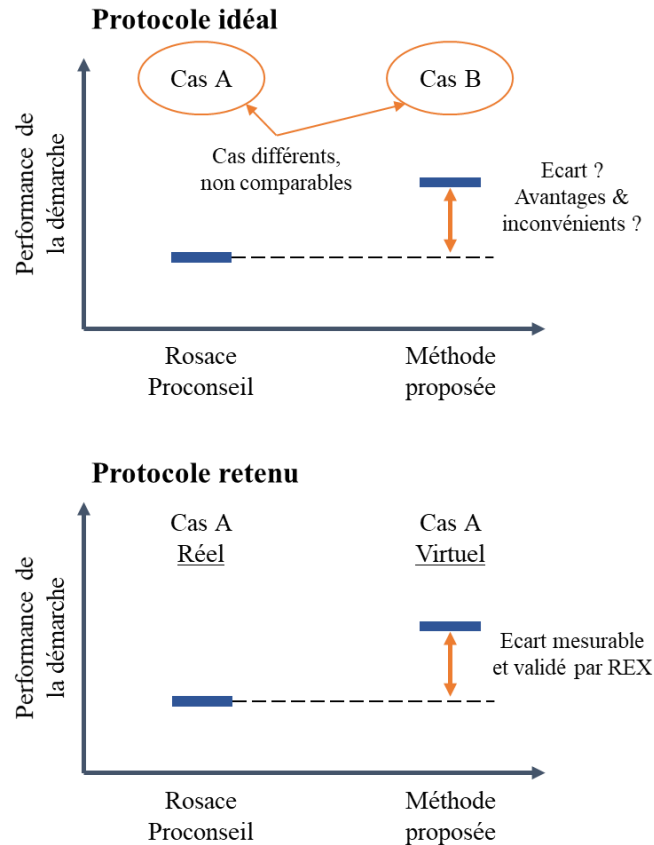 Protocole idéal
Cas A
Cas B
Cas différents,
non comparables
Ecart ?
Avantages &
inconvénients ?
Performance de
la démarche
Rosace
Proconseil
Méthode
proposée
Protocole retenu
Cas A
Réel
Cas A
Virtuel
Ecart mesurable
et validé par REX
Performance de
la démarche
Rosace
Proconseil
Méthode
proposée